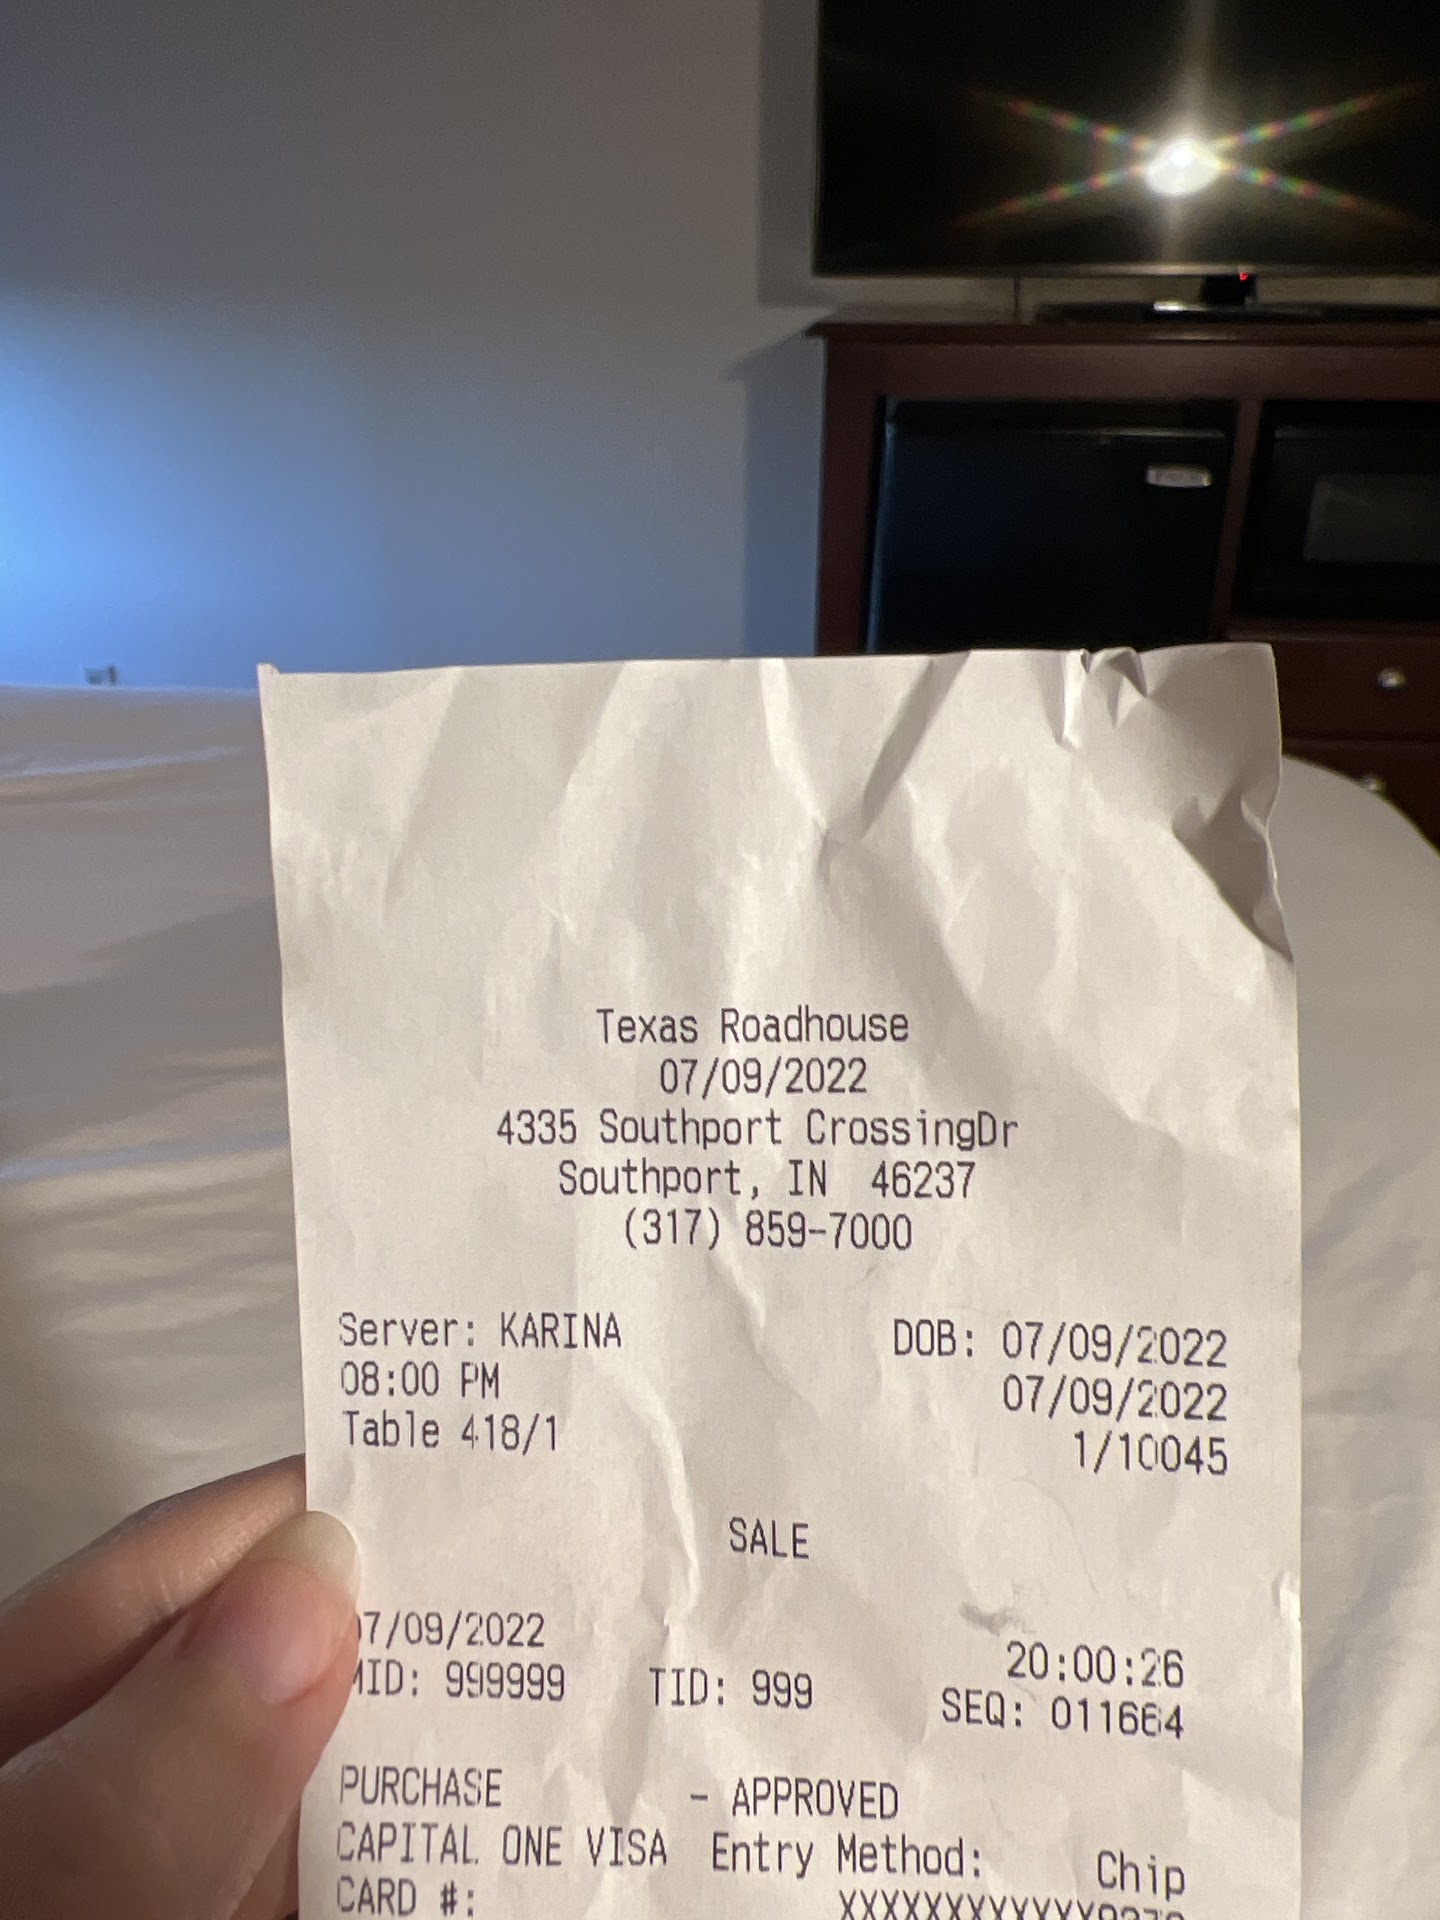 Texas Roadhouse
07/09/2022
4335 Southport CrossingDr
Southport, IN 46237
(317) 859-7000
Server: KARINA DOB: 07/09/2022
08:00 PM 07/09/2022
Table 418/1 1/10045
SALE
07/09/2022 20:00:26
MID: 999999 TID: 999 SEQ: 011664
PURCHASE - APPROVED
CAPITAL ONE VISA Entry Method: Chip
CARD #: